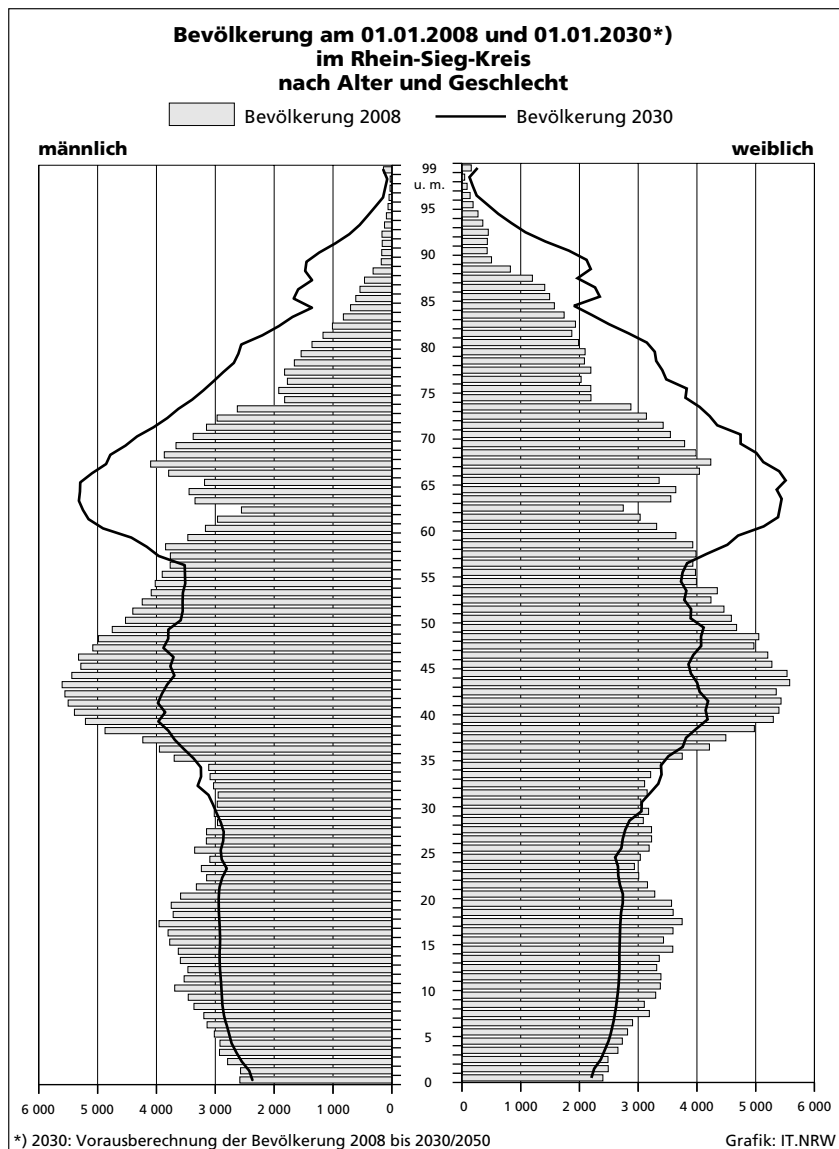 Bevölkerung am 01.01.2008 und 01.01.2030*)
im Rhein-Sieg-Kreis
nach Alter und Geschlecht
Bevölkerung 2008 Bevölkerung 2030
männlich weiblich
99
u. m.
95
90
85
80
75
70
65
60
55
50
45
40
35
30
25
20
15
10
5
0
6 000 5 000 4 000 3 000 2 000 1 000 0 0 1 000 2 000 3 000 4 000 5 000 6 000
*) 2030: Vorausberechnung der Bevölkerung 2008 bis 2030/2050 Grafik: IT.NRW